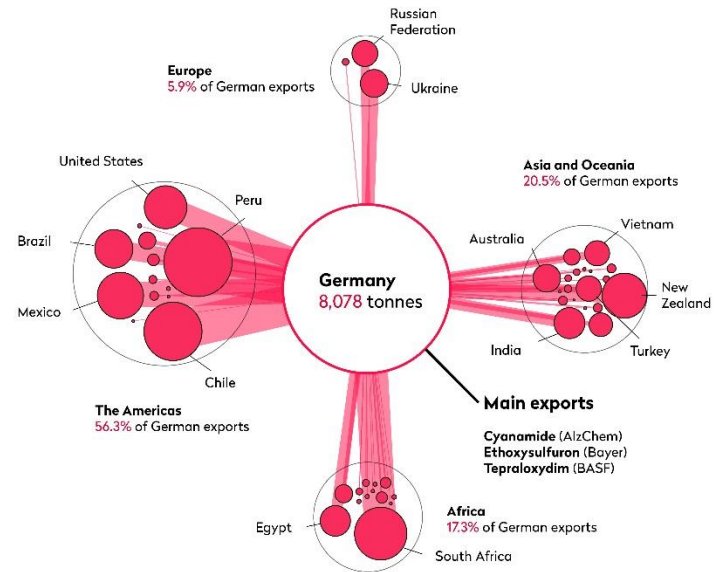 Russian
Federation
Europe
5.9% of German exports
Ukraine
United States
Peru
Asia and Oceania
20.5% of German exports
Brazil
Australia
Vietnam
Germany
8,078 tonnes
Mexico
New
Zealand
India
Turkey
Chile
Main exports
The Americas
56.3% of German exports
Cyanamide (AlzChem)
Ethoxysulfuron (Bayer)
Tepraloxydim (BASF)
Africa
17.3% of German exports
Egypt
South Africa